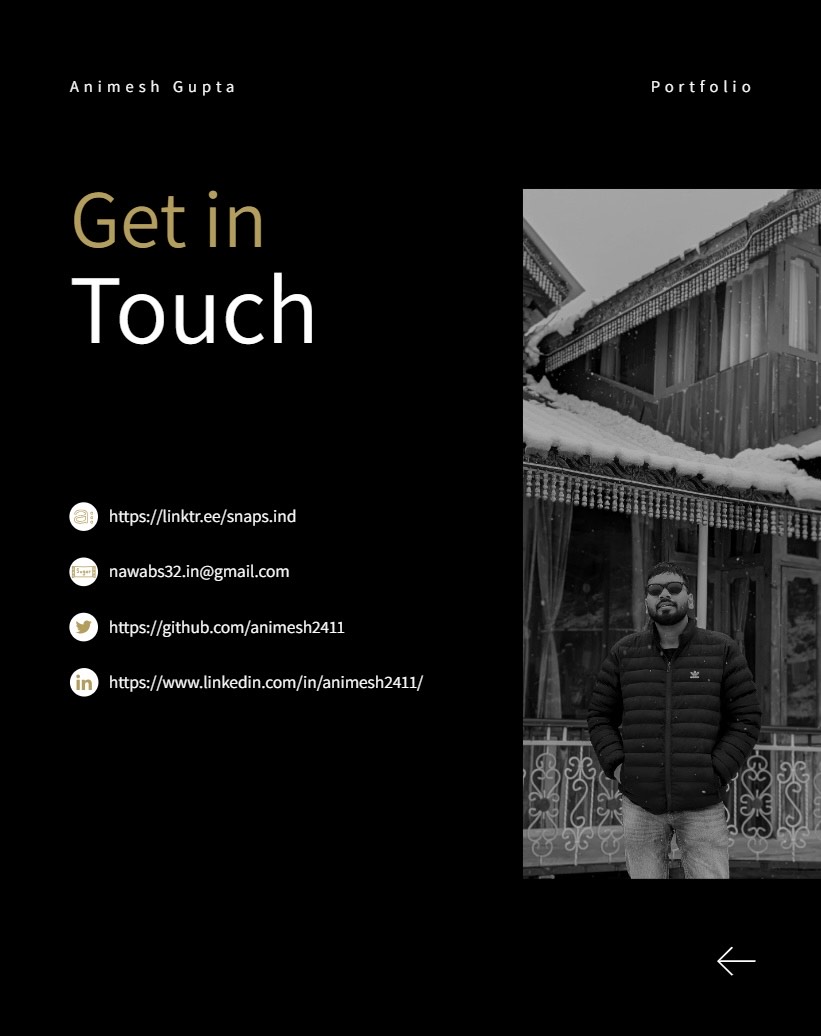 Animesh Gupta
Portfolio
Get in
Touch
https://linktr.ee/snaps.ind
nawabs32.in@gmail.com
https://github.com/animesh2411
https://www.linkedin.com/in/animesh2411/